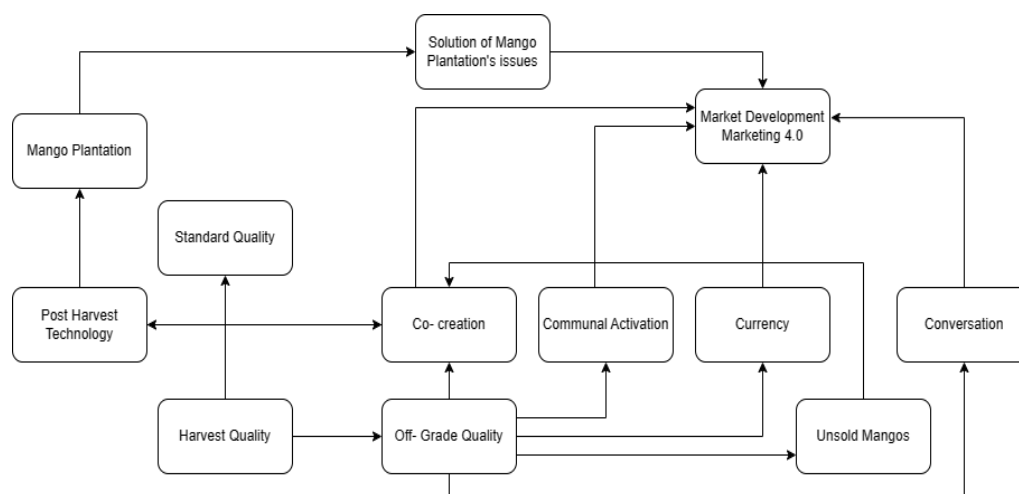 Solution of Mango
Plantation's issues
Market Development
Marketing 4.0
Mango Plantation
Standard Quality
Post Harvest
Technology
Co- creation
Communal Activation
Currency
Conversation
Harvest Quality
Off- Grade Quality
Unsold Mangos